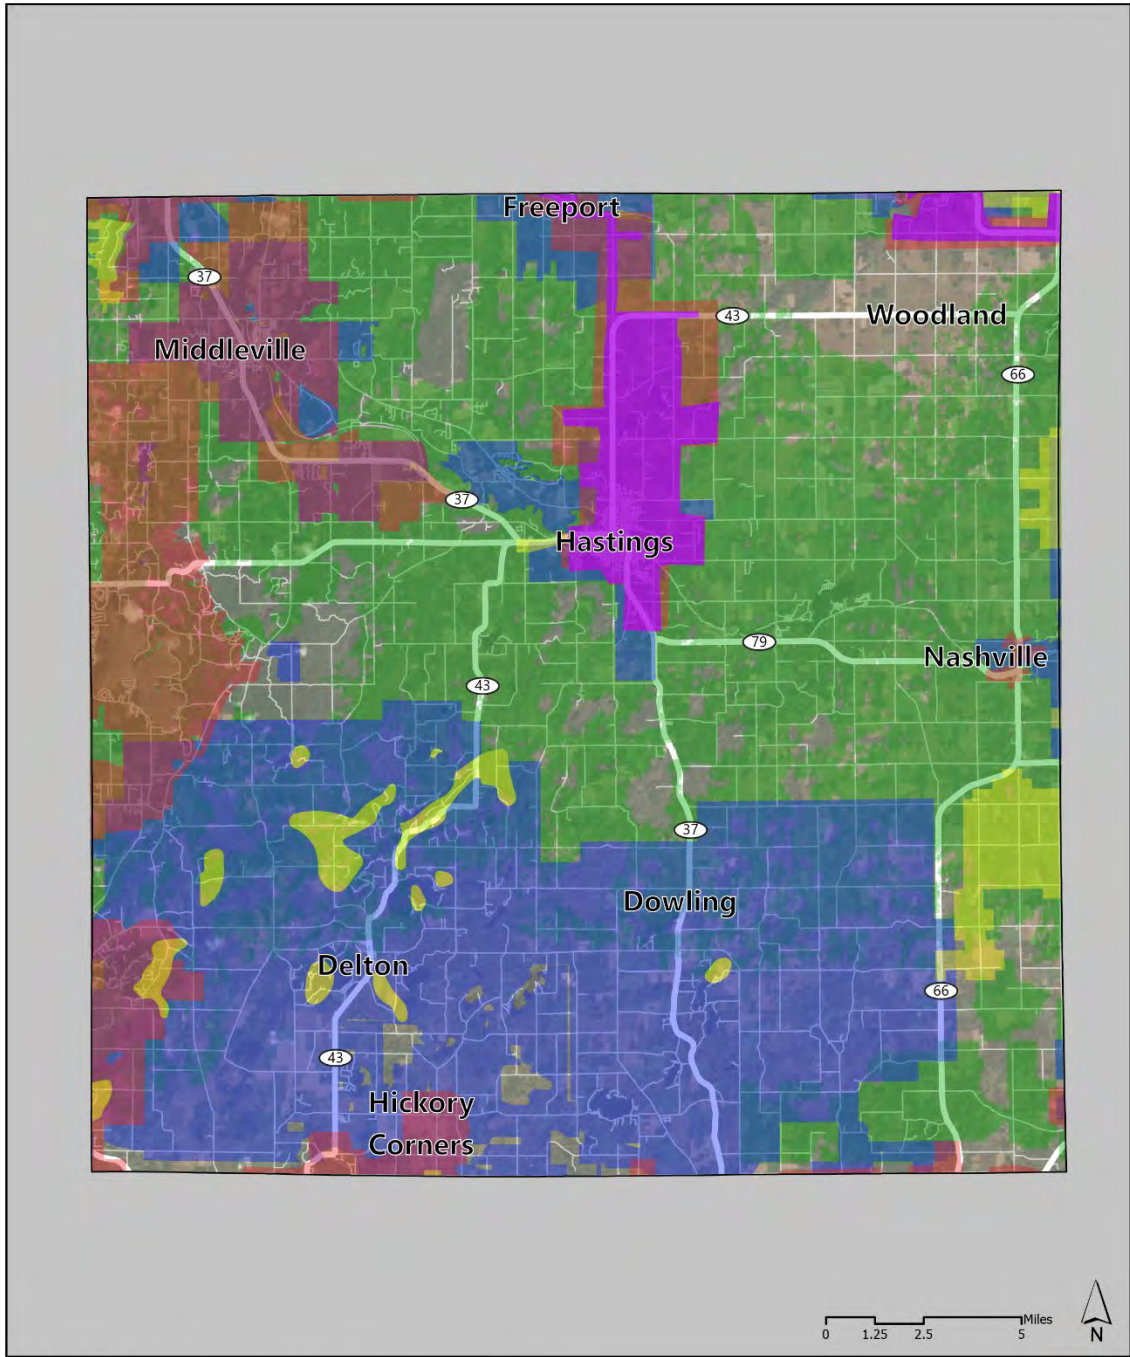 Freeport
37
43
Woodland
Middleville
66
37
Hastings
79
Nashville
43
37
Dowling
Delton
66
43
Hickory
Corners
Miles
0 1.25 2.5 5
N